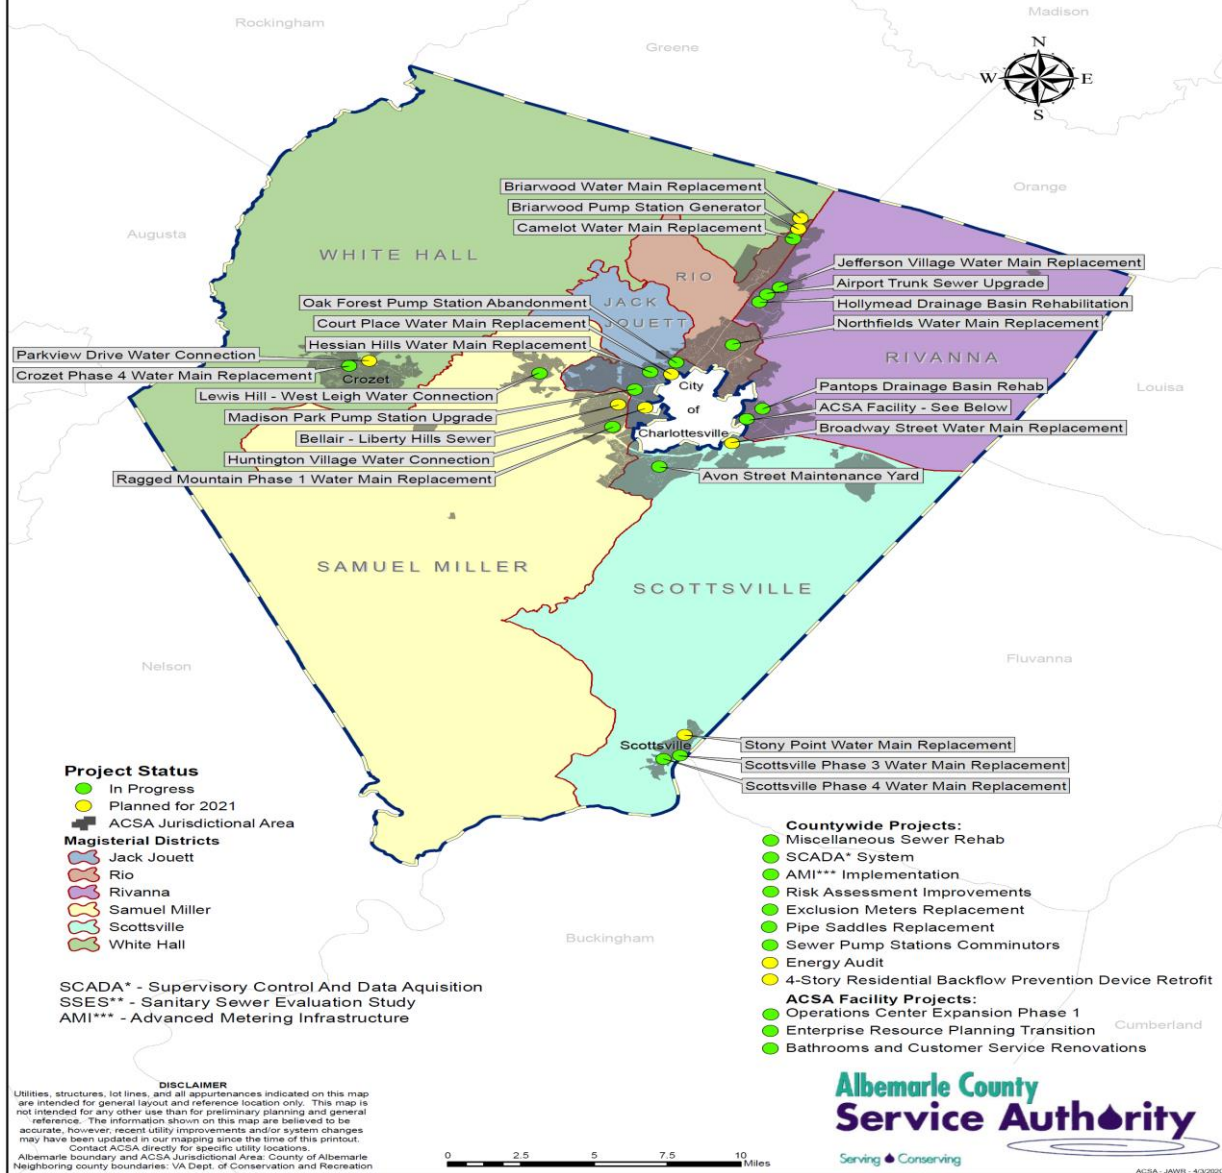 Rockingham
Madison
Greene
N
W
E
S
Orange
Augusta
Louisa
Nelson
Fluvanna
Buckingham
Cumberland
WHITE HALL
RIO
JACK
JOUETT
RIVANNA
SAMUEL MILLER
SCOTTSVILLE
Crozet
City
of
Charlottesville
Scottsville
Briarwood Water Main Replacement
Briarwood Pump Station Generator
Camelot Water Main Replacement
Jefferson Village Water Main Replacement
Airport Trunk Sewer Upgrade
Hollymead Drainage Basin Rehabilitation
Northfields Water Main Replacement
Oak Forest Pump Station Abandonment
Court Place Water Main Replacement
Hessian Hills Water Main Replacement
Parkview Drive Water Connection
Crozet Phase 4 Water Main Replacement
Lewis Hill - West Leigh Water Connection
Madison Park Pump Station Upgrade
Bellair - Liberty Hills Sewer
Huntington Village Water Connection
Ragged Mountain Phase 1 Water Main Replacement
Pantops Drainage Basin Rehab
ACSA Facility - See Below
Broadway Street Water Main Replacement
Avon Street Maintenance Yard
Stony Point Water Main Replacement
Scottsville Phase 3 Water Main Replacement
Scottsville Phase 4 Water Main Replacement
Project Status
In Progress
Planned for 2021
ACSA Jurisdictional Area
Magisterial Districts
Jack Jouett
Rio
Rivanna
Samuel Miller
Scottsville
White Hall
SCADA* - Supervisory Control And Data Aquisition
SSES** - Sanitary Sewer Evaluation Study
AMI*** - Advanced Metering Infrastructure
Countywide Projects:
Miscellaneous Sewer Rehab
SCADA* System
AMI*** Implementation
Risk Assessment Improvements
Exclusion Meters Replacement
Pipe Saddles Replacement
Sewer Pump Stations Comminutors
Energy Audit
4-Story Residential Backflow Prevention Device Retrofit
ACSA Facility Projects:
Operations Center Expansion Phase 1
Enterprise Resource Planning Transition
Bathrooms and Customer Service Renovations
DISCLAIMER
Utilities, structures, lot lines, and all appurtenances indicated on this map
are intended for general layout and reference location only. This map is
not intended for any other use than for preliminary planning and general
reference. The information shown on this map are believed to be
accurate, however, recent utility improvements and/or system changes
may have been updated in our mapping since the time of this printout.
Contact ACSA directly for specific utility locations.
Albemarle boundary and ACSA Jurisdictional Area: County of Albemarle
Neighboring county boundaries: VA Dept. of Conservation and Recreation
0 2.5 5 7.5 10
Miles
Albemarle County
Service Authority
Serving Conserving
ACSA - JAWR - 4/3/2020